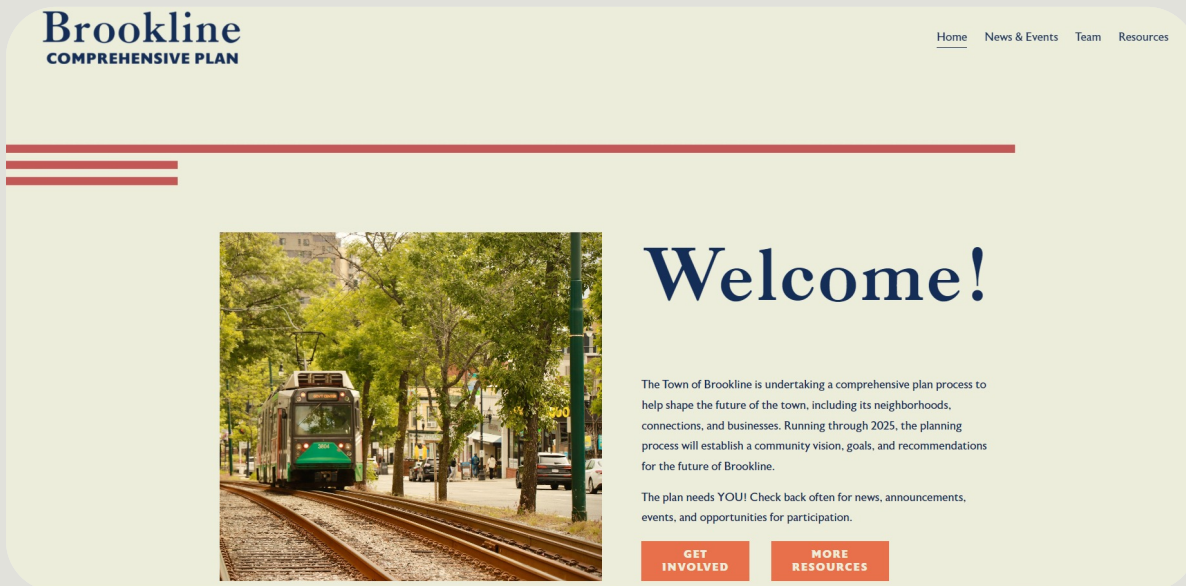 Brookline
COMPREHENSIVE PLAN
Home News & Events Team Resources
Welcome!
The Town of Brookline is undertaking a comprehensive plan process to
help shape the future of the town, including its neighborhoods,
connections, and businesses. Running through 2025, the planning
process will establish a community vision, goals, and recommendations
for the future of Brookline.
The plan needs YOU! Check back often for news, announcements,
events, and opportunities for participation.
GET
INVOLVED
MORE
RESOURCES